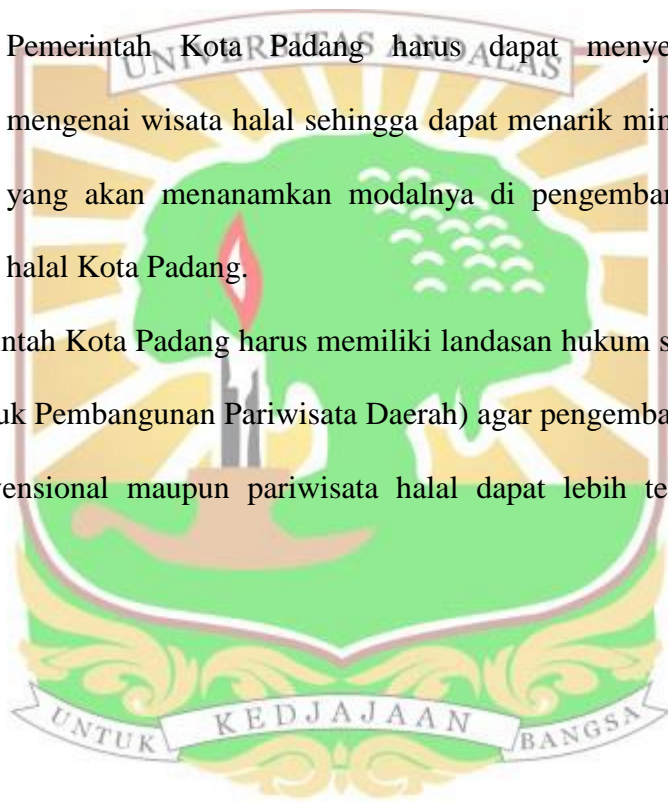 UNIVERSITAS ANDALAS
Pemerintah Kota Padang harus dapat menye
mengenai wisata halal sehingga dapat menarik min
yang akan menanamkan modalnya di pengembar
halal Kota Padang.
ntah Kota Padang harus memiliki landasan hukum s
uk Pembangunan Pariwisata Daerah) agar pengemba
vensional maupun pariwisata halal dapat lebih te
UNTUK KEDJAJAAN BANGSA